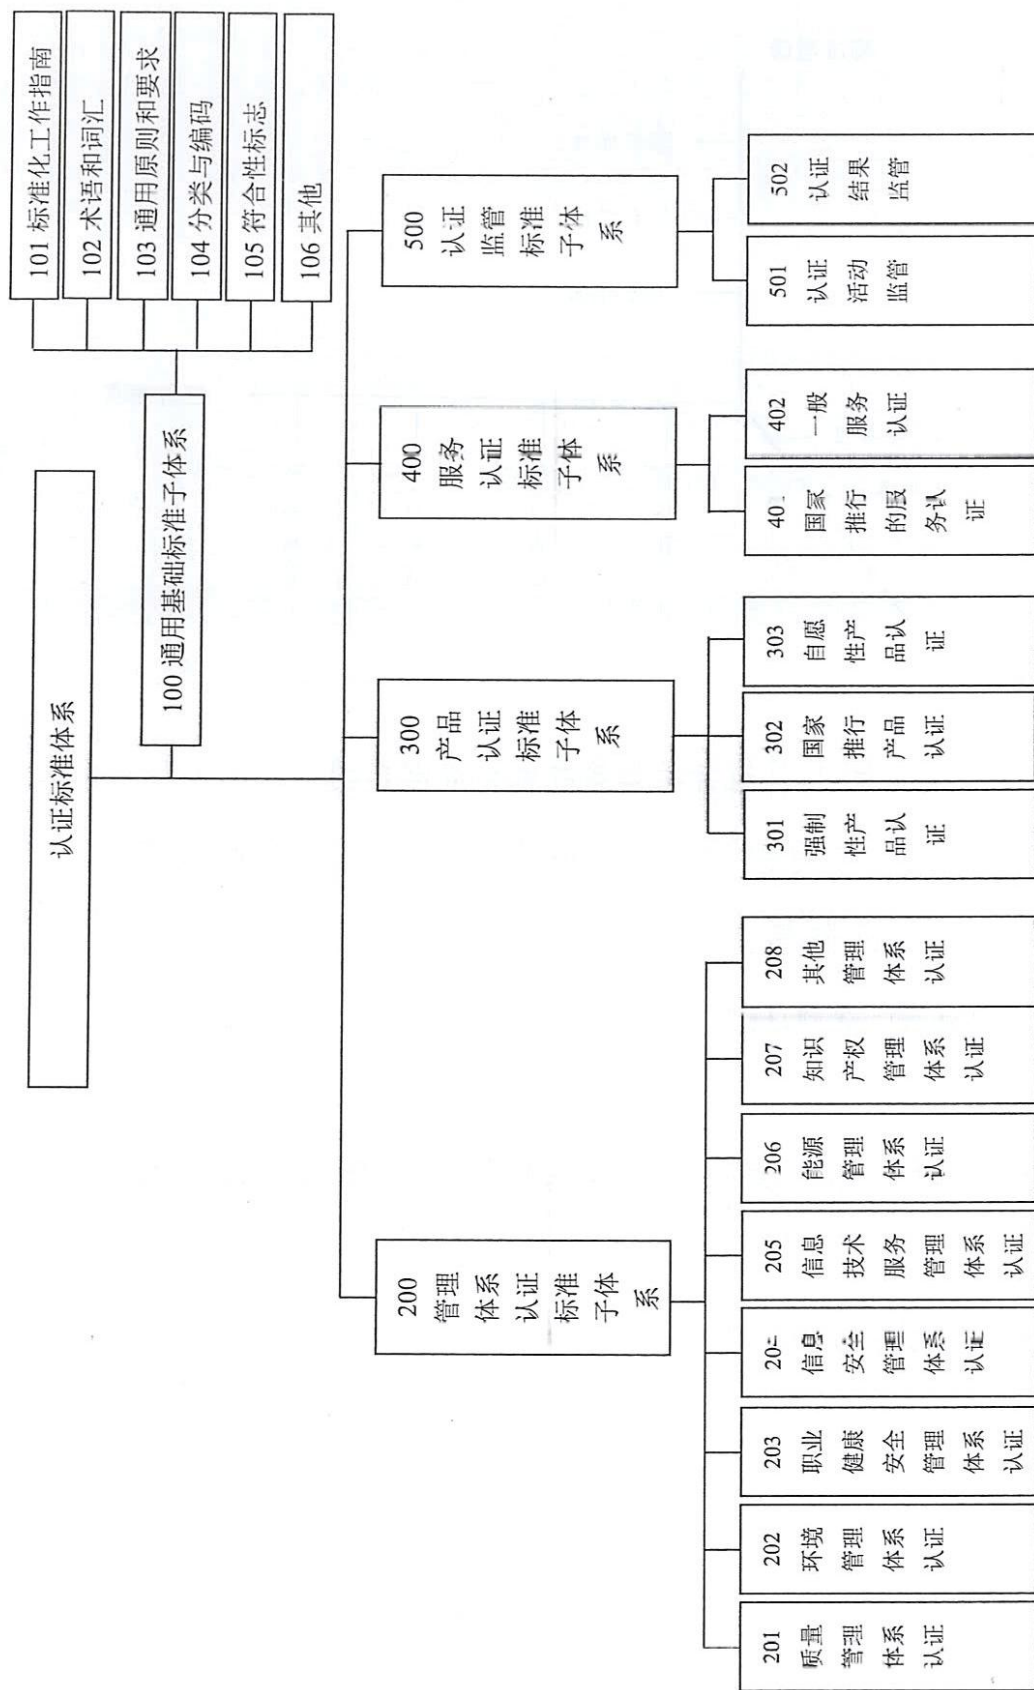 认证标准体系
100 通用基础标准子体系
101 标准化工作指南
102 术语和词汇
103 通用原则和要求
104 分类与编码
105 符合性标志
106 其他
200
管理
体系
认证
标准
子体
系
300
产品
认证
标准
子体
系
400
服务
认证
标准
子体
系
500
认证
监管
标准
子体
系
201
质量
管理
体系
认证
202
环境
管理
体系
认证
203
职业
健康
安全
管理
体系
认证
20
信息
安全
管理
体系
认证
205
信息
技术
服务
管理
体系
认证
206
能源
管理
体系
认证
207
知识
产权
管理
体系
认证
208
其他
管理
体系
认证
301
强制
性产
品认
证
302
国家
推行
产品
认证
303
自愿
性产
品认
证
40
国家
推行
的服
务认
证
402
一般
服务
认证
501
认证
活动
监管
502
认证
结果
监管